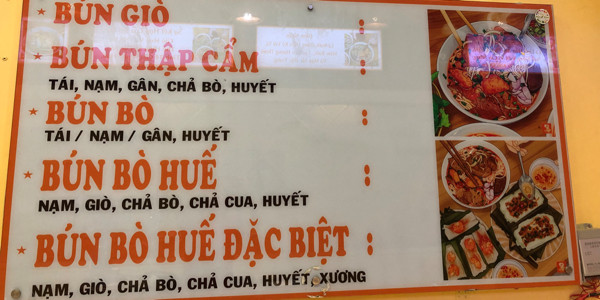 * BÚN GIÒ
* BÚN THẬP CẨM :
TÁI, NẠM, GÂN, CHẢ BÒ, HUYẾT
* BÚN BÒ :
TÁI / NẠM / GÂN, HUYẾT
* BÚN BÒ HUẾ :
NẠM, GIÒ, CHẢ BÒ, CHẢ CUA, HUYẾT
* BÚN BÒ HUẾ ĐẶC BIỆT :
NẠM, GIÒ, CHẢ BÒ, CHẢ CUA, HUYẾT, XƯƠNG